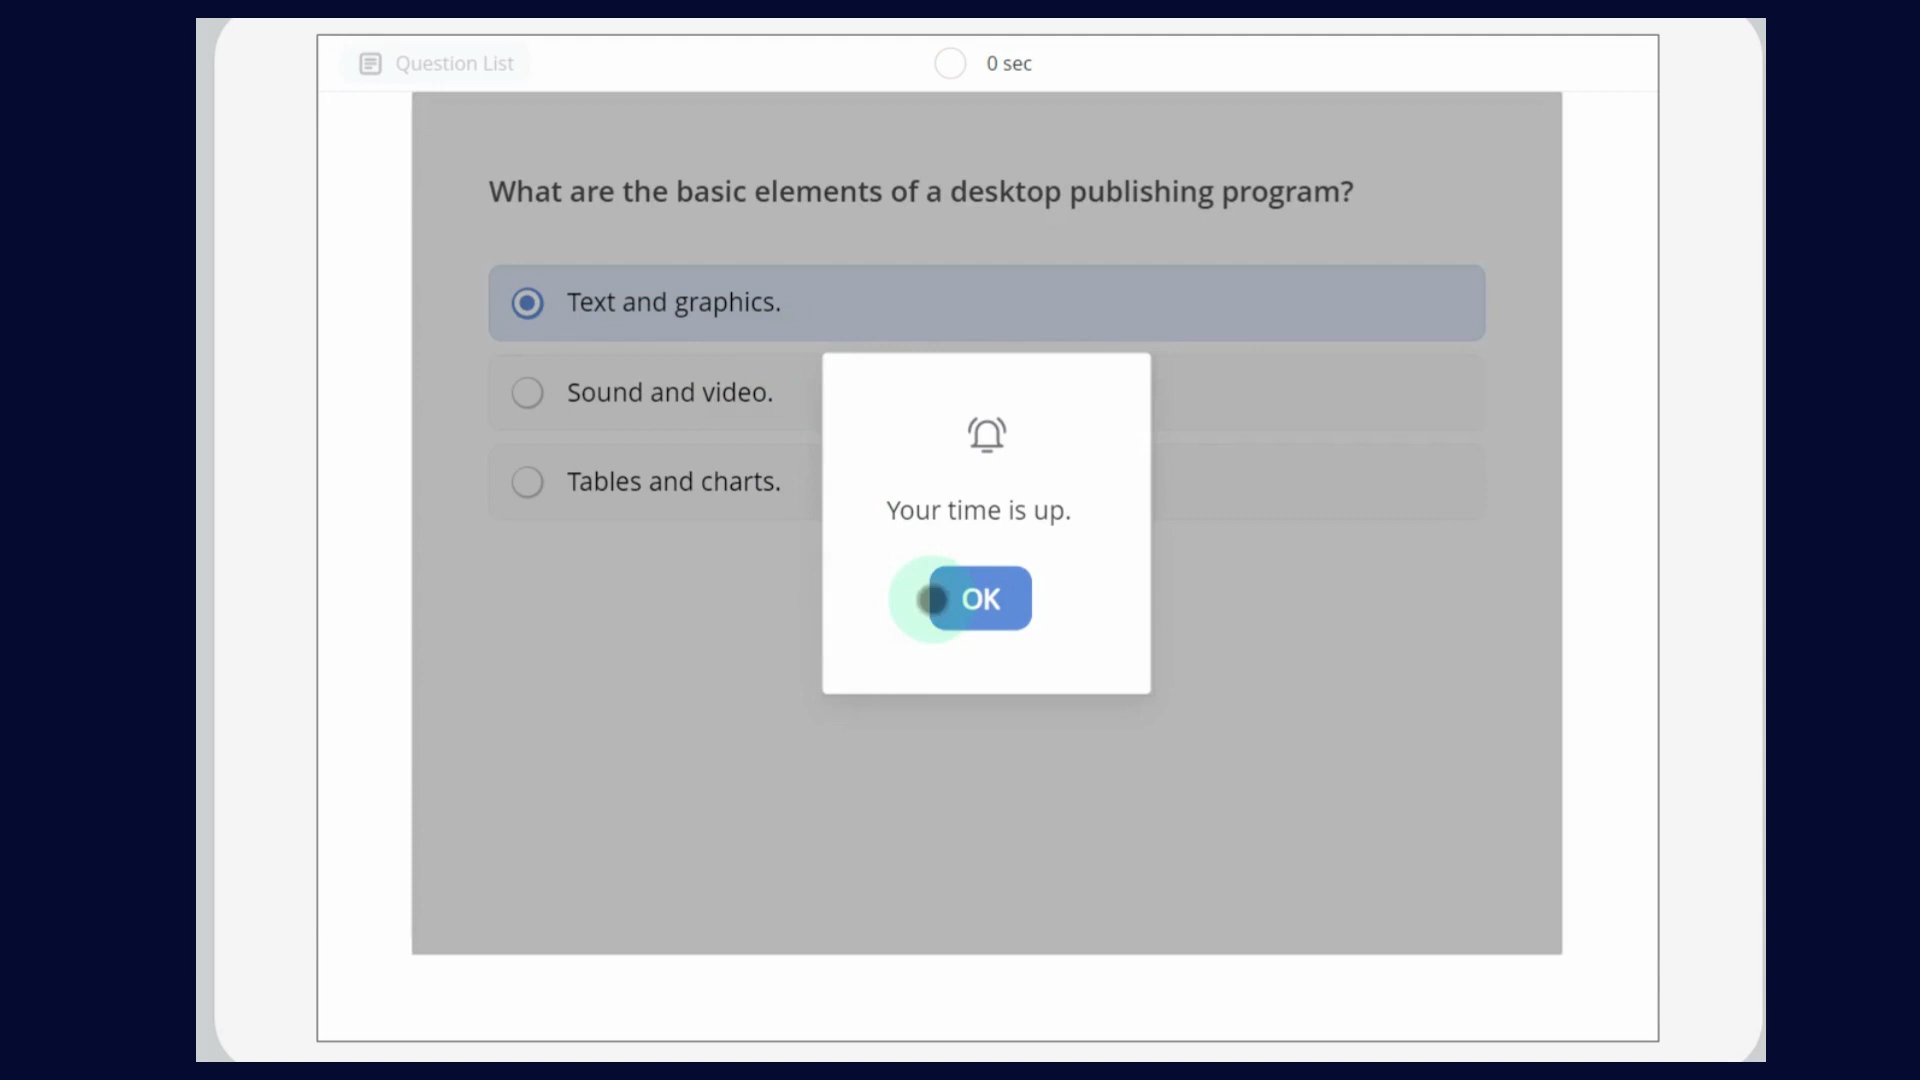 Question List
0 sec
What are the basic elements of a desktop publishing program?
Text and graphics.
Sound and video.
Tables and charts.
Your time is up.
OK